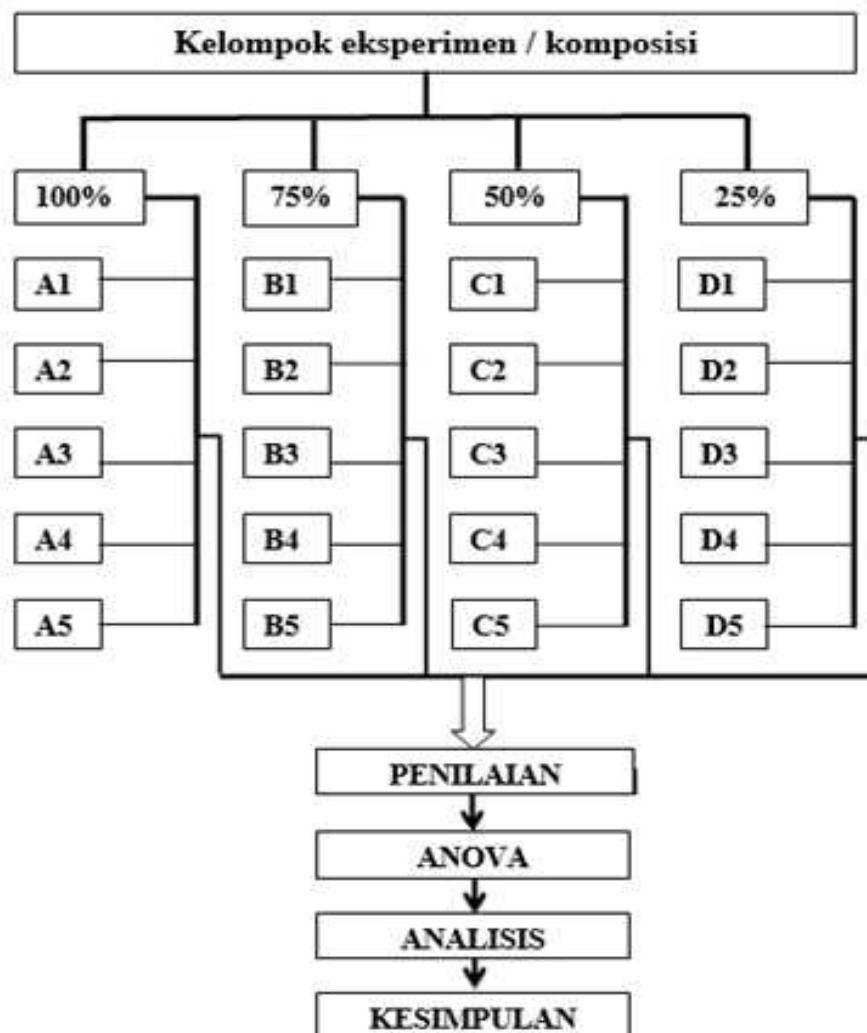 Kelompok eksperimen / komposisi
100% 75% 50% 25%
A1 B1 C1 D1
A2 B2 C2 D2
A3 B3 C3 D3
A4 B4 C4 D4
A5 B5 C5 D5
PENILAIAN
ANOVA
ANALISIS
KESIMPULAN